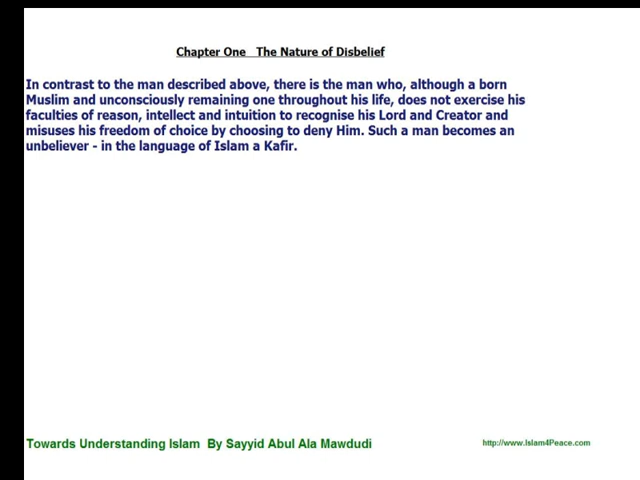 Chapter One   The Nature of Disbelief
In contrast to the man described above, there is the man who, although a born
Muslim and unconsciously remaining one throughout his life, does not exercise his
faculties of reason, intellect and intuition to recognise his Lord and Creator and
misuses his freedom of choice by choosing to deny Him. Such a man becomes an
unbeliever - in the language of Islam a Kafir.
Towards Understanding Islam  By Sayyid Abul Ala Mawdudi
http://www.Islam4Peace.com